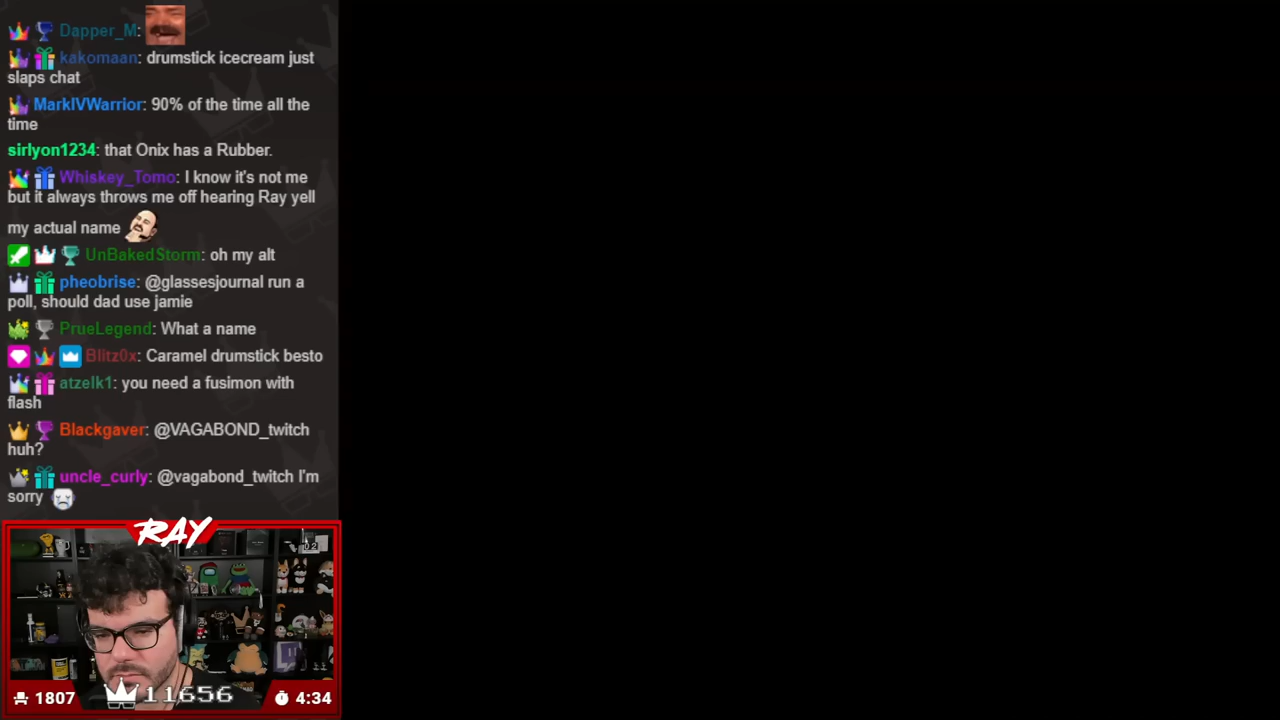 Dapper_M:
kakomaan: drumstick icecream just
slaps chat
MarkIVWarrior: 90% of the time all the
time
sirlyon1234: that Onix has a Rubber.
Whiskey_Tomo: I know it's not me
but it always throws me off hearing Ray yell
my actual name
UnBakedStorm: oh my alt
pheobrise: @glassesjournal run a
poll, should dad use jamie
PrueLegend: What a name
Blitz0x: Caramel drumstick besto
atzelk1: you need a fusimon with
flash
Blackgaver: @VAGABOND_twitch
huh?
uncle_curly: @vagabond_twitch I'm
sorry
RAY
1807 11656 4:34